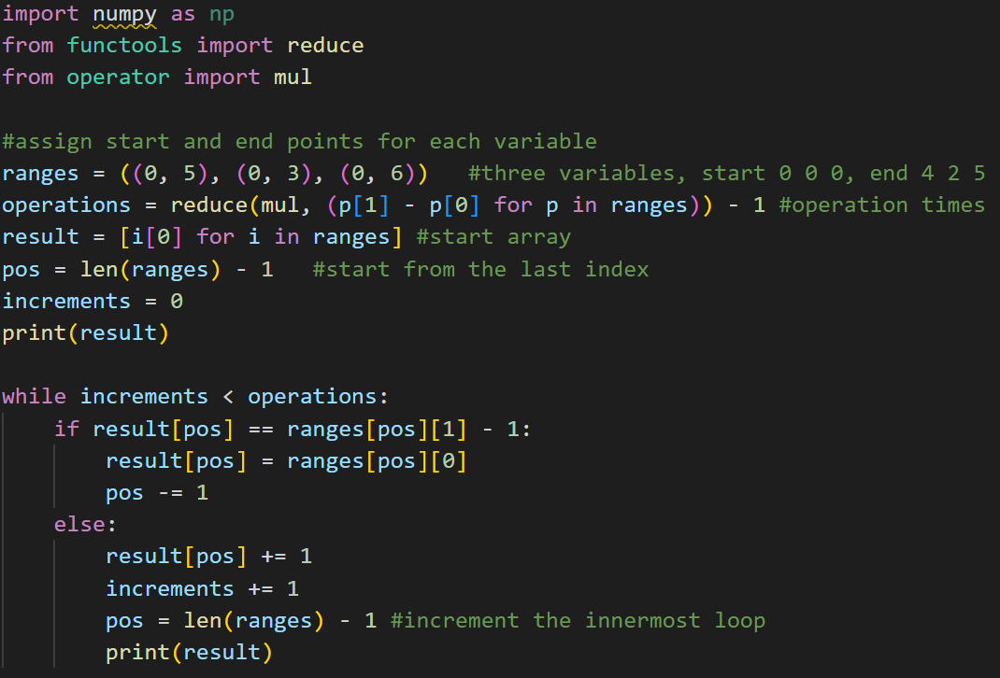 import numpy as np
from functools import reduce
from operator import mul

#assign start and end points for each variable
ranges = ((0, 5), (0, 3), (0, 6))   #three variables, start 0 0 0, end 4 2 5
operations = reduce(mul, (p[1] - p[0] for p in ranges)) - 1 #operation times
result = [i[0] for i in ranges] #start array
pos = len(ranges) - 1   #start from the last index
increments = 0
print(result)

while increments < operations:
    if result[pos] == ranges[pos][1] - 1:
        result[pos] = ranges[pos][0]
        pos -= 1
    else:
        result[pos] += 1
        increments += 1
        pos = len(ranges) - 1 #increment the innermost loop
        print(result)